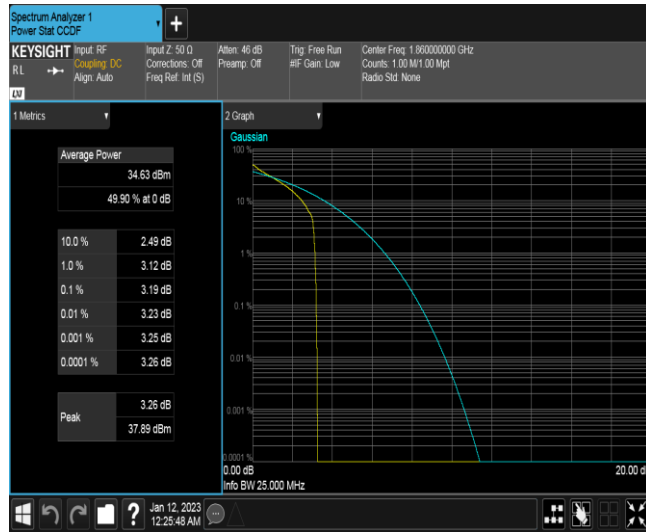 Spectrum Analyzer 1
Power Stat CCDF
+
KEYSIGHT
RL
LXI
Input: RF
Coupling: DC
Align: Auto
Input Z: 50 Ω
Corrections: Off
Freq Ref: Int (S)
Atten: 46 dB
Preamp: Off
Trig: Free Run
#IF Gain: Low
Center Freq: 1.860000000 GHz
Counts: 1.00 M/1.00 Mpt
Radio Std: None
1 Metrics
Average Power
34.63 dBm
49.90 % at 0 dB
10.0 % 2.49 dB
1.0 % 3.12 dB
0.1 % 3.19 dB
0.01 % 3.23 dB
0.001 % 3.25 dB
0.0001 % 3.26 dB
Peak
3.26 dB
37.89 dBm
2 Graph
Gaussian
100 %
10 %
1 %
0.1 %
0.01 %
0.001 %
0.0001 %
0.00 dB 20.00 d
Info BW 25.000 MHz
?
Jan 12, 2023
12:25:48 AM